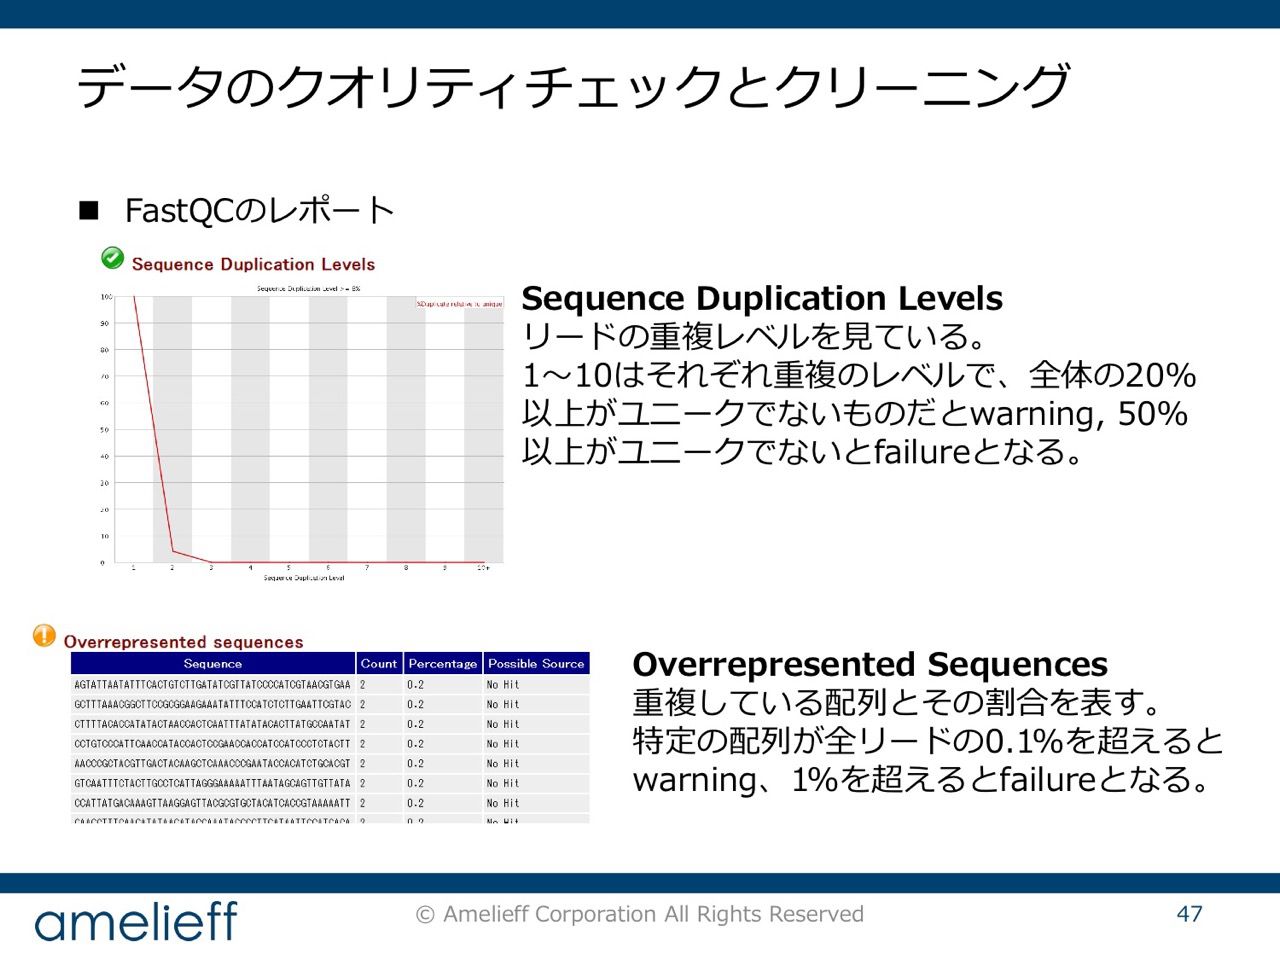 データのクオリティチェックとクリーニング
■ FastQCのレポート
Sequence Duplication Levels
Sequence Duplication Level >= 8%
%Duplicate relative to unique
100
90
80
70
60
50
40
30
20
10
0
1 2 3 4 5 6 7 8 9 10+
Sequence Duplication Level
Sequence Duplication Levels
リードの重複レベルを見ている。
1～10はそれぞれ重複のレベルで、全体の20%
以上がユニークでないものだとwarning, 50%
以上がユニークでないとfailureとなる。
Overrepresented sequences
Sequence Count Percentage Possible Source
AGTATTAATATTTCACTGTCTTGATATCGTTATCCCCATCGTAACGTGAA 2 0.2 No Hit
GCTTTAAACGGCTTCCGCGGAAGAAATATTTCCATCTCTTGAATTCGTAC 2 0.2 No Hit
CTTTTACACCATATACTAACCACTCAATTTATATACACTTATGCCAATAT 2 0.2 No Hit
CCTGTCCCATTCAACCATACCACTCCGAACCACCATCCATCCCTCTACTT 2 0.2 No Hit
AACCCGCTACGTTGACTACAAGCTCAAACCCGAATACCACATCTGCACGT 2 0.2 No Hit
GTCAATTTCTACTTGCCTCATTAGGGAAAAATTTAATAGCAGTTGTTATA 2 0.2 No Hit
CCATTATGACAAAGTTAAGGAGTTACGCGTGCTACATCACCGTAAAAATT 2 0.2 No Hit
2 0.2 No Hit
Overrepresented Sequences
重複している配列とその割合を表す。
特定の配列が全リードの0.1%を超えると
warning、1%を超えるとfailureとなる。
amelieff
© Amelieff Corporation All Rights Reserved
47